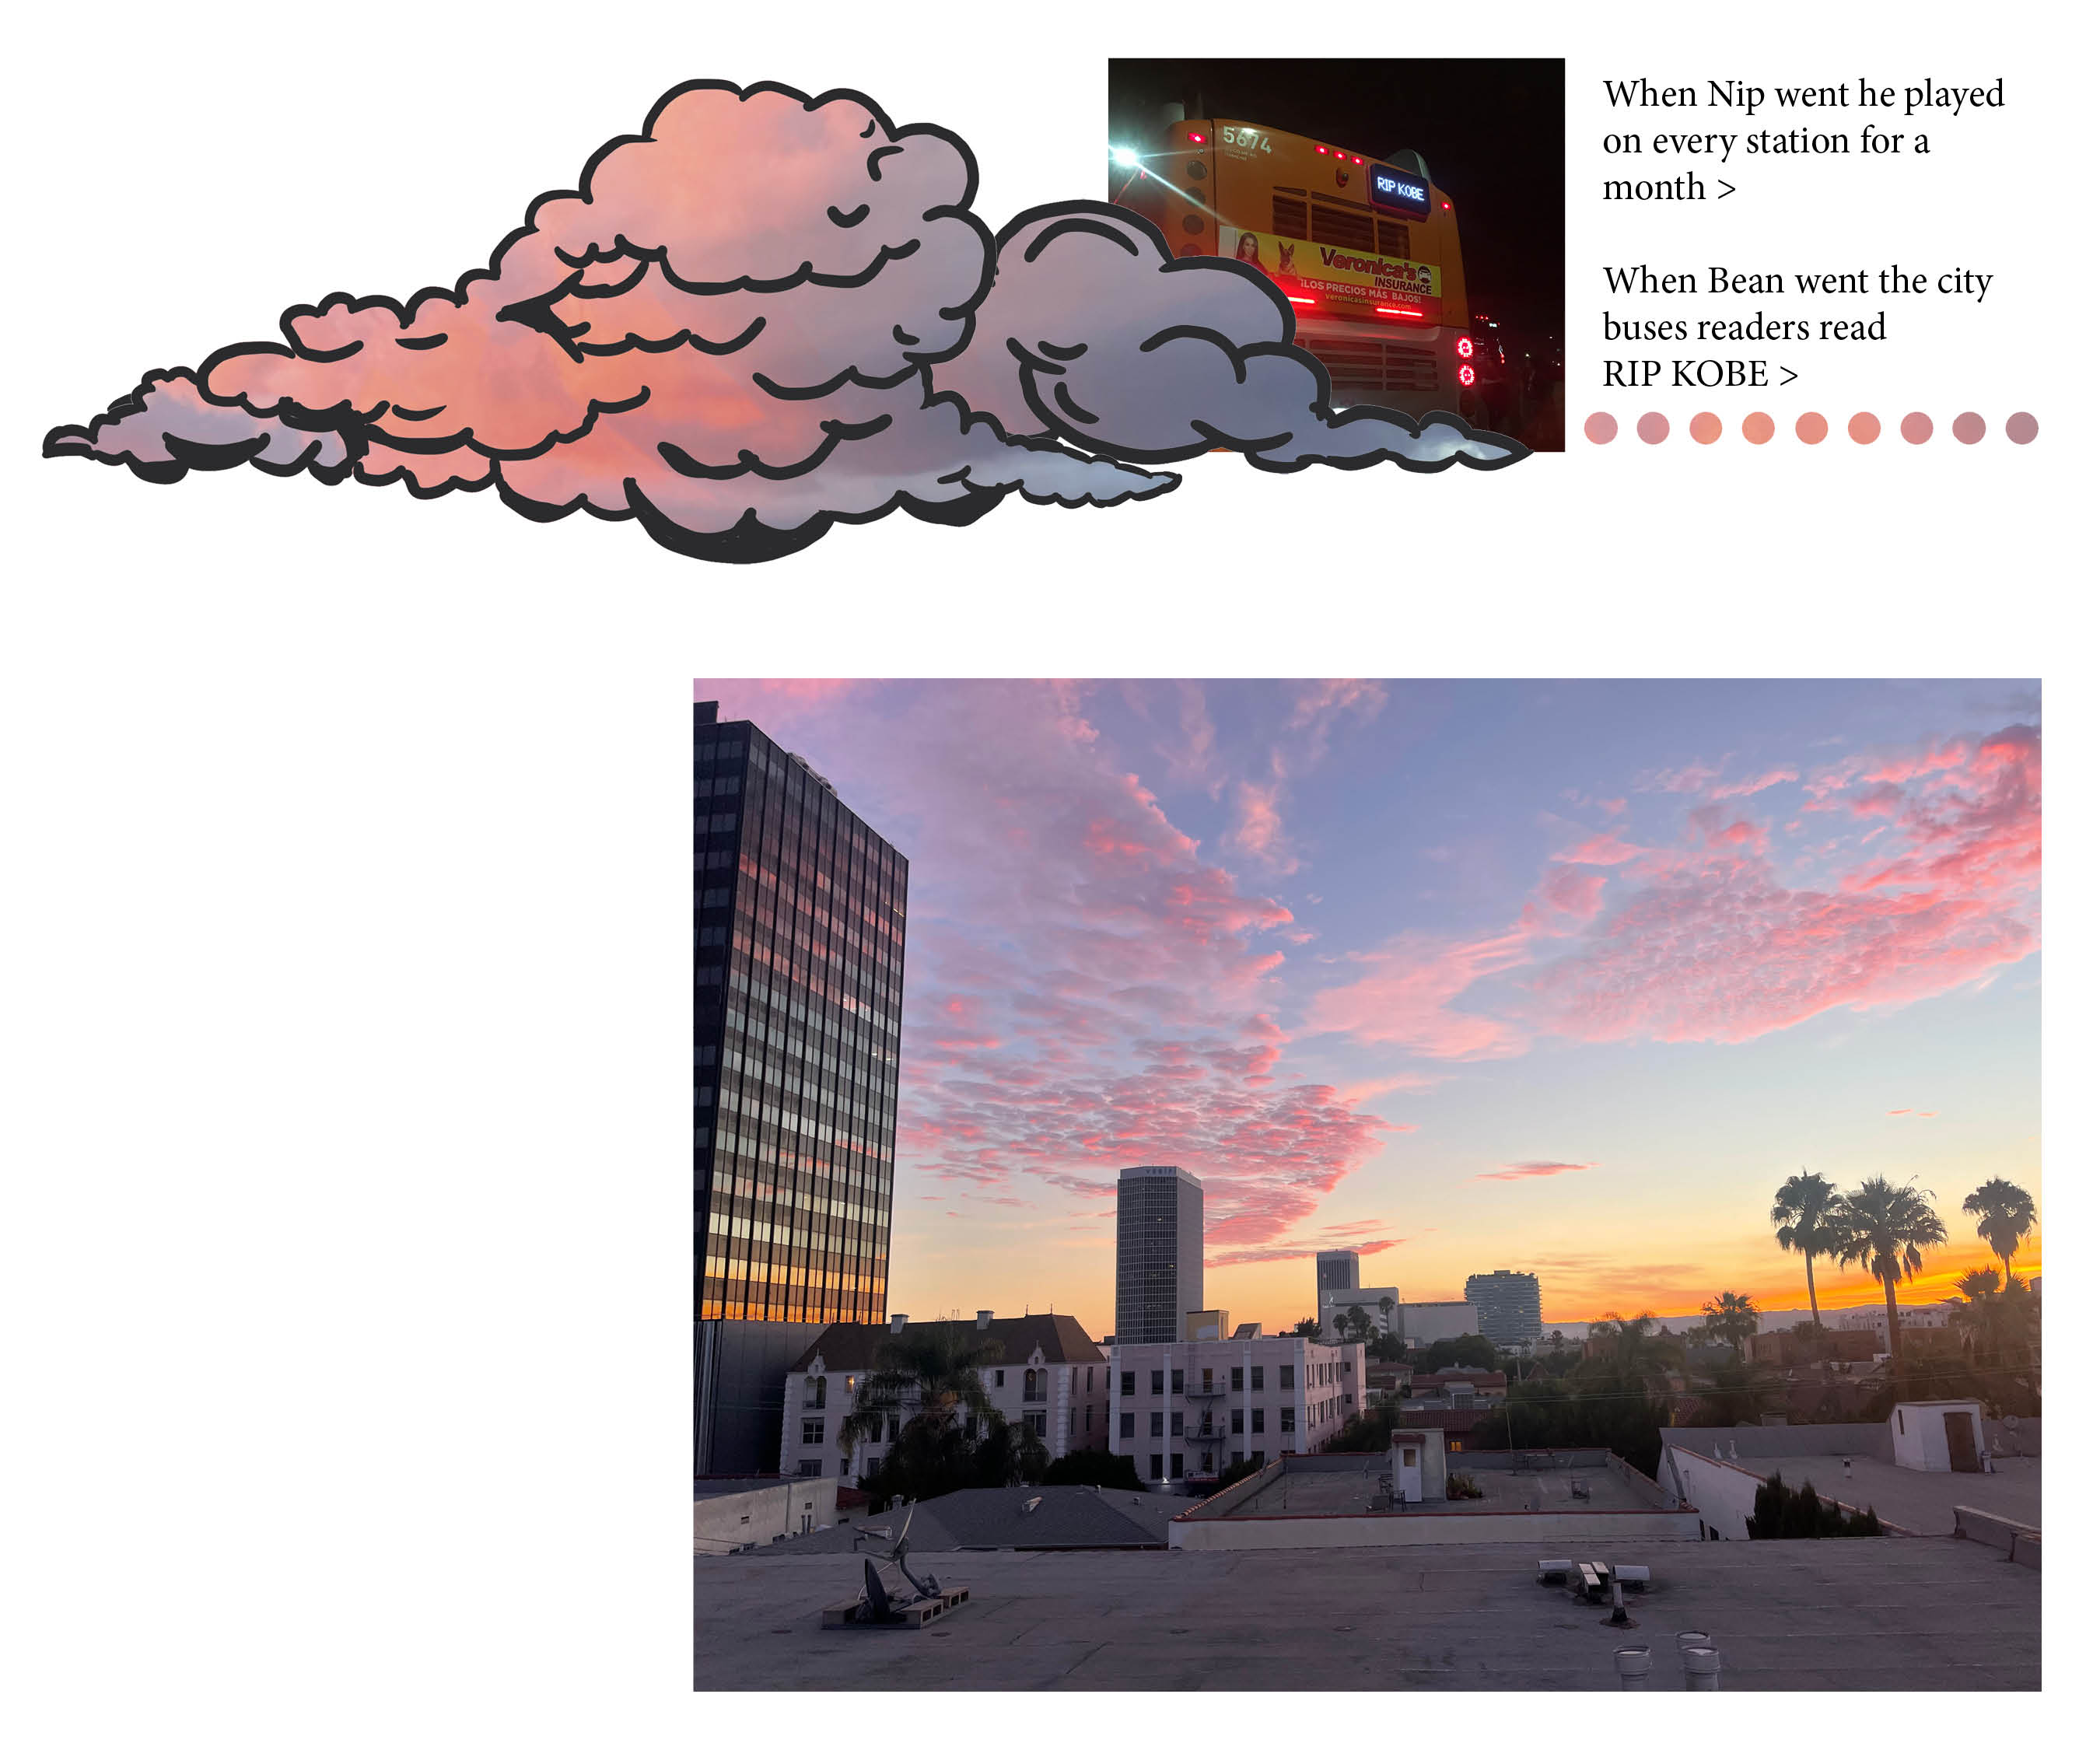 5674
RIP KOBE
Veronica's
INSURANCE
¡LOS PRECIOS MÁS BAJOS!
veronicasinsurance.com
When Nip went he played
on every station for a
month >
When Bean went the city
buses readers read
RIP KOBE >